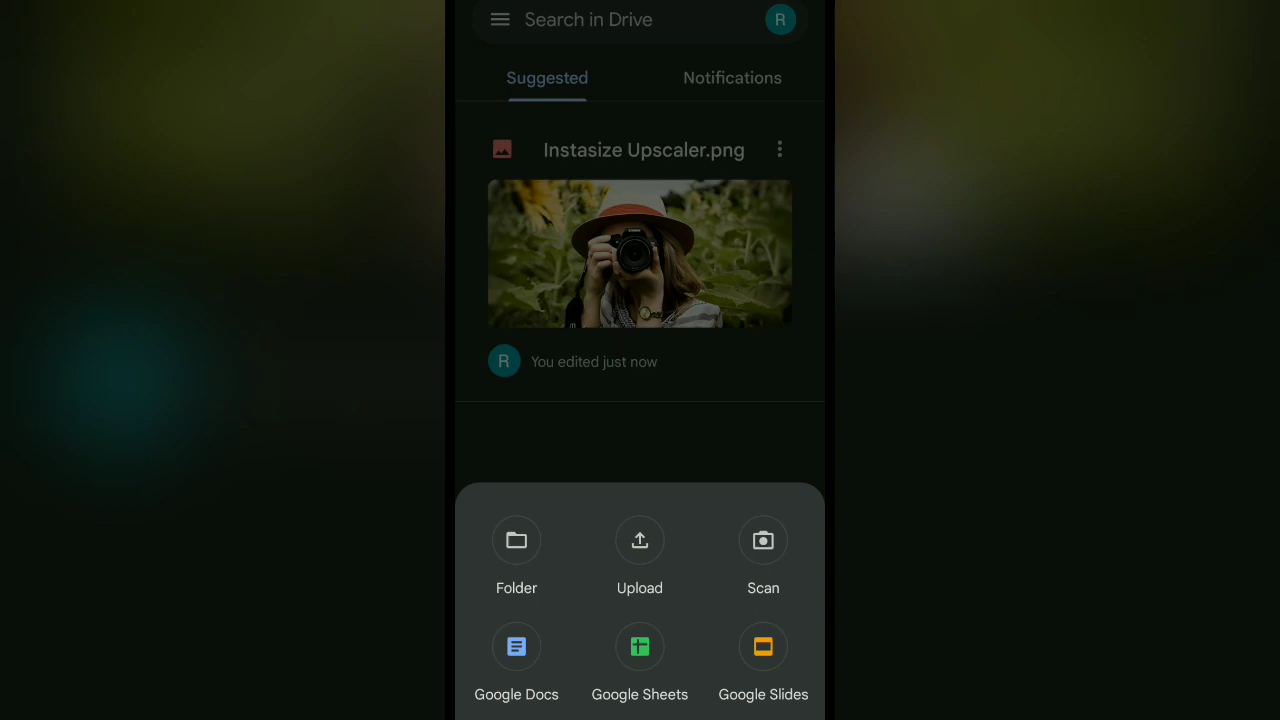 Search in Drive
R
Suggested
Notifications
Instasize Upscaler.png
R
You edited just now
Folder
Upload
Scan
Google Docs
Google Sheets
Google Slides